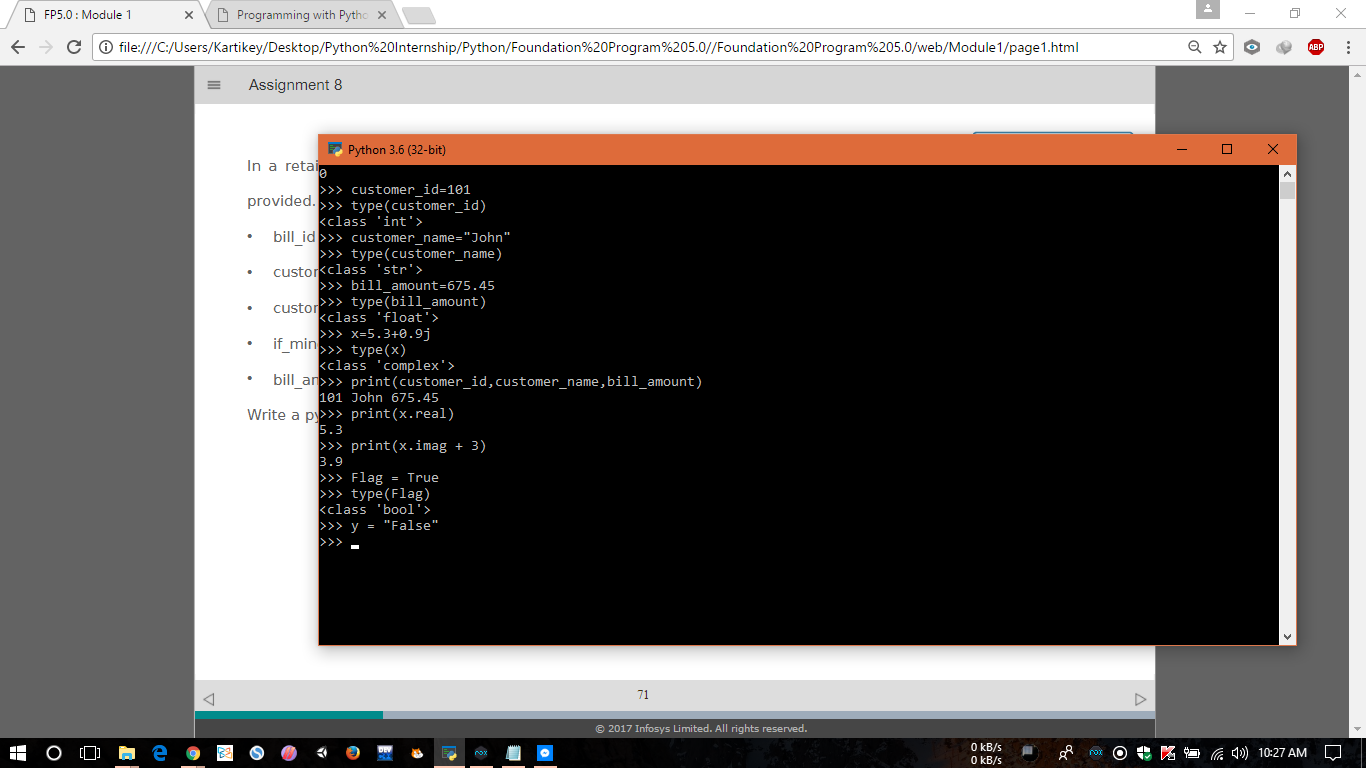 FP5.0 : Module 1
Programming with Pytho
file:///C:/Users/Kartikey/Desktop/Python%20Internship/Python/Foundation%20Program%205.0//Foundation%20Program%205.0/web/Module1/page1.html
ABP
Assignment 8
In a retai
provided.
• bill_id
• custom
• custom
• if_min
• bill_am
Write a py
Python 3.6 (32-bit)
0
>>> customer_id=101
>>> type(customer_id)
<class 'int'>
>>> customer_name="John"
>>> type(customer_name)
<class 'str'>
>>> bill_amount=675.45
>>> type(bill_amount)
<class 'float'>
>>> x=5.3+0.9j
>>> type(x)
<class 'complex'>
>>> print(customer_id,customer_name,bill_amount)
101 John 675.45
>>> print(x.real)
5.3
>>> print(x.imag + 3)
3.9
>>> Flag = True
>>> type(Flag)
<class 'bool'>
>>> y = "False"
>>>
71
© 2017 Infosys Limited. All rights reserved.
0 kB/s
0 kB/s
10:27 AM